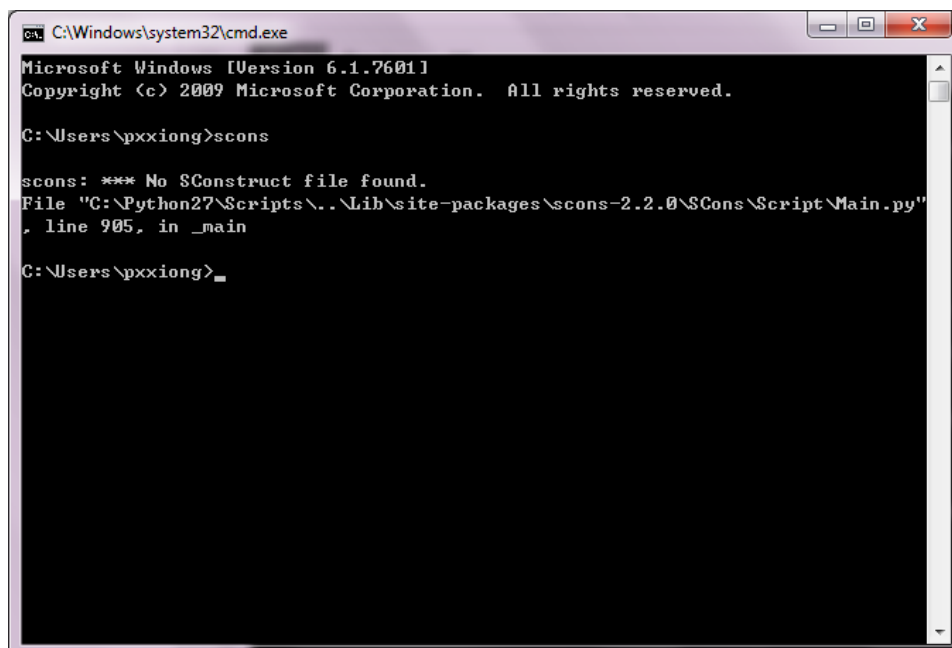 C:\Windows\system32\cmd.exe
Microsoft Windows [Version 6.1.7601]
Copyright (c) 2009 Microsoft Corporation.  All rights reserved.
C:\Users\pxxiong>scons
scons: *** No SConstruct file found.
File "C:\Python27\Scripts\..\Lib\site-packages\scons-2.2.0\SCons\Script\Main.py"
, line 905, in _main
C:\Users\pxxiong>